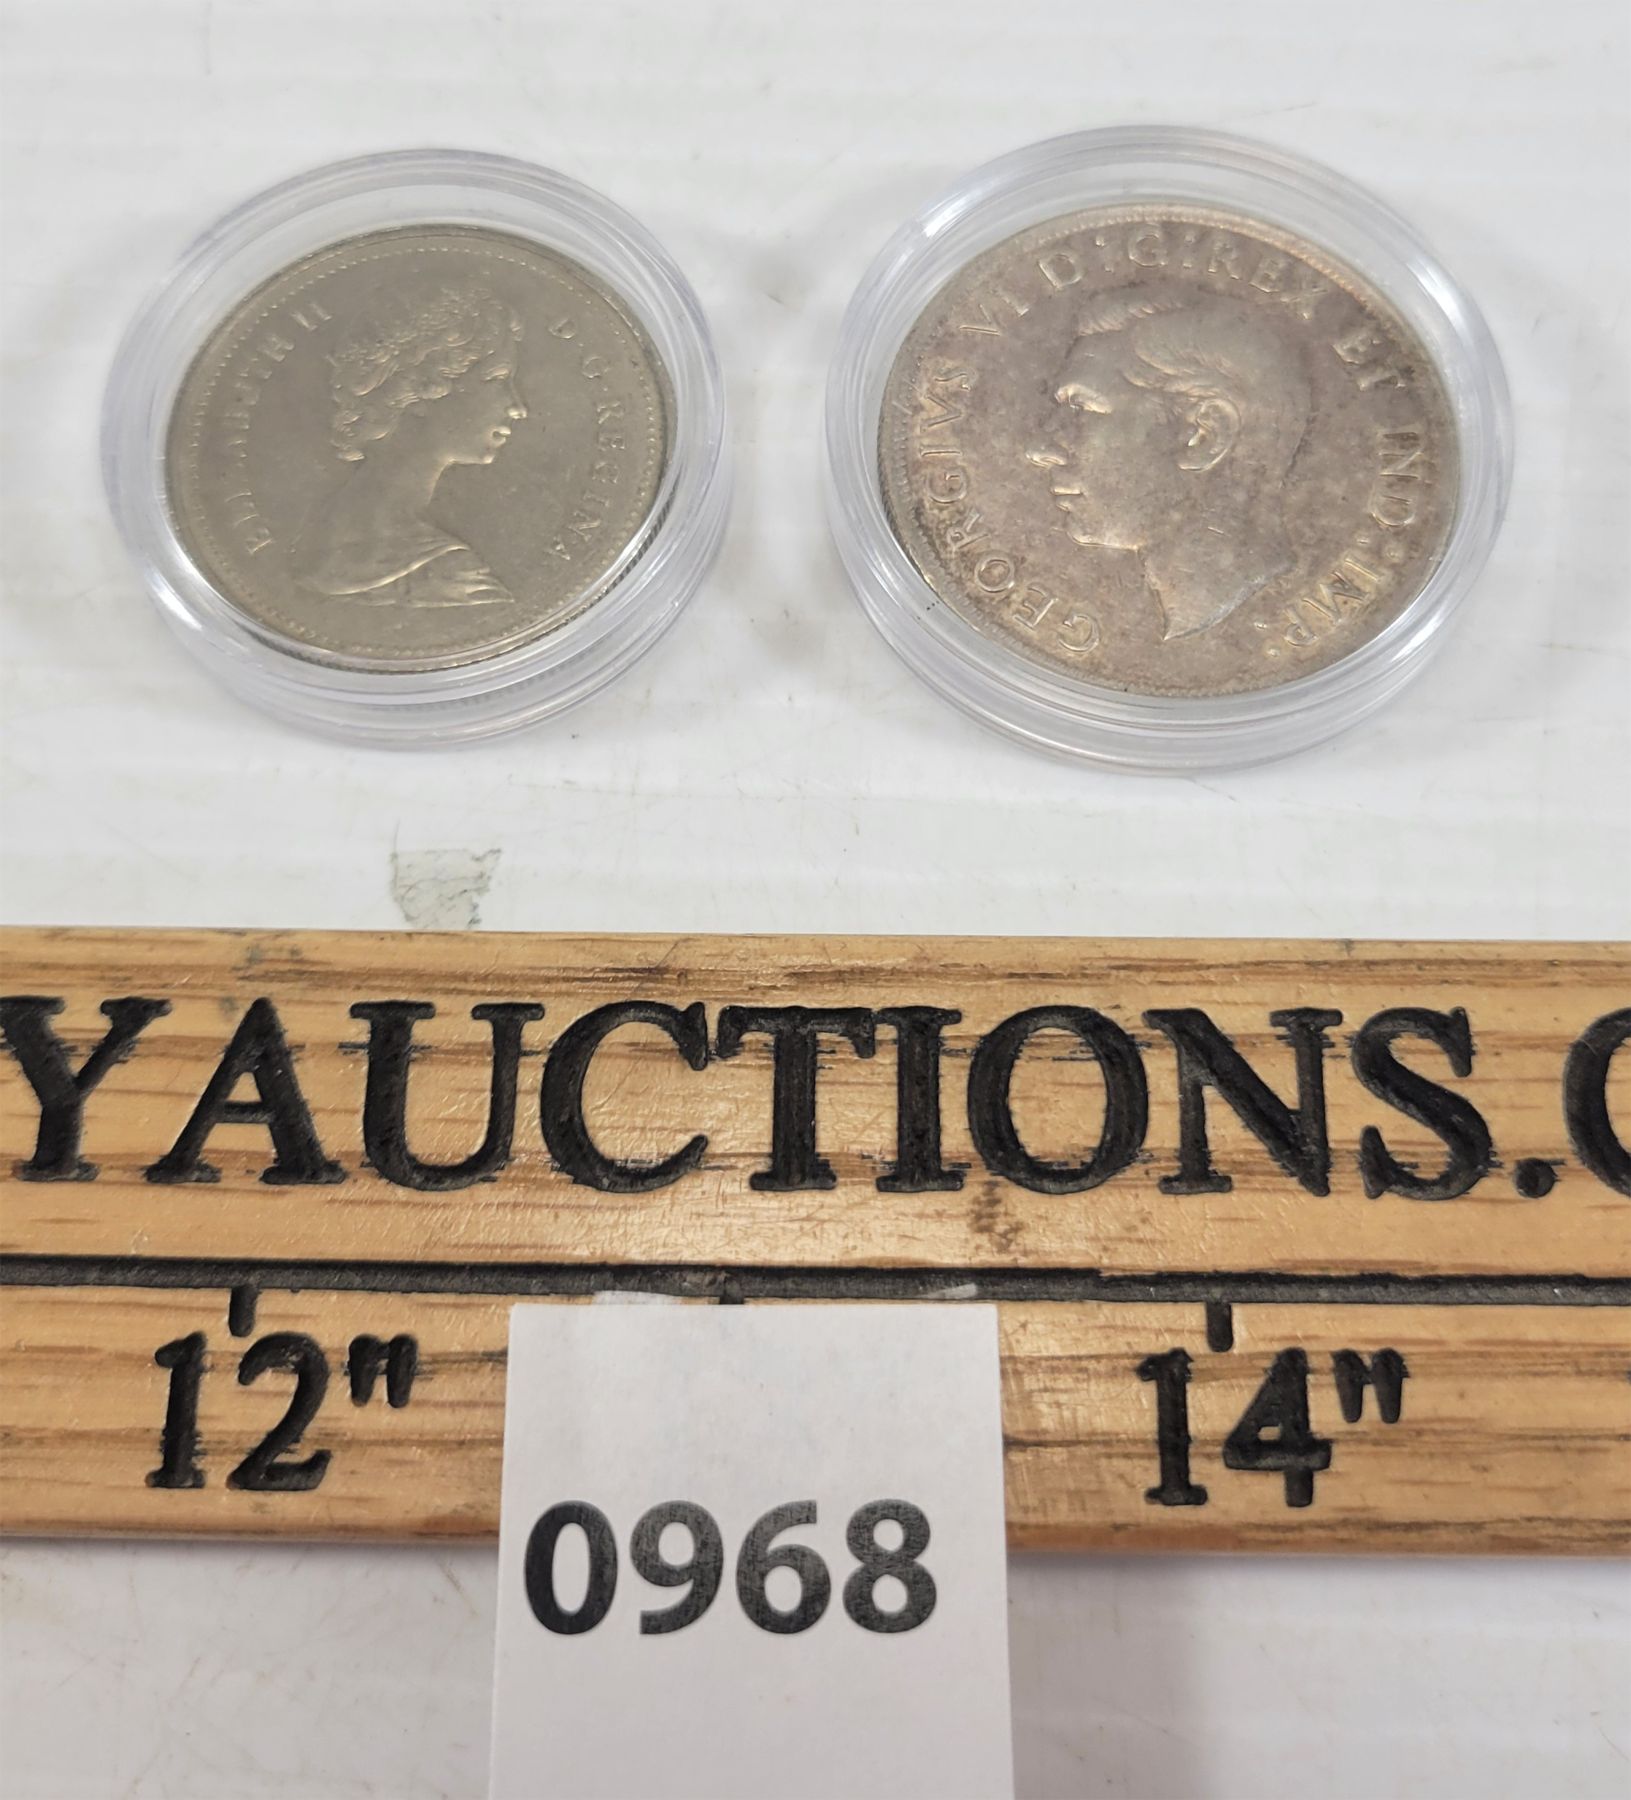 ELIZABETH II D·G·REGINA
GEORGIVS VI D:G:REX ET IND:IMP:
YAUCTIONS.C
12" 14"
0968